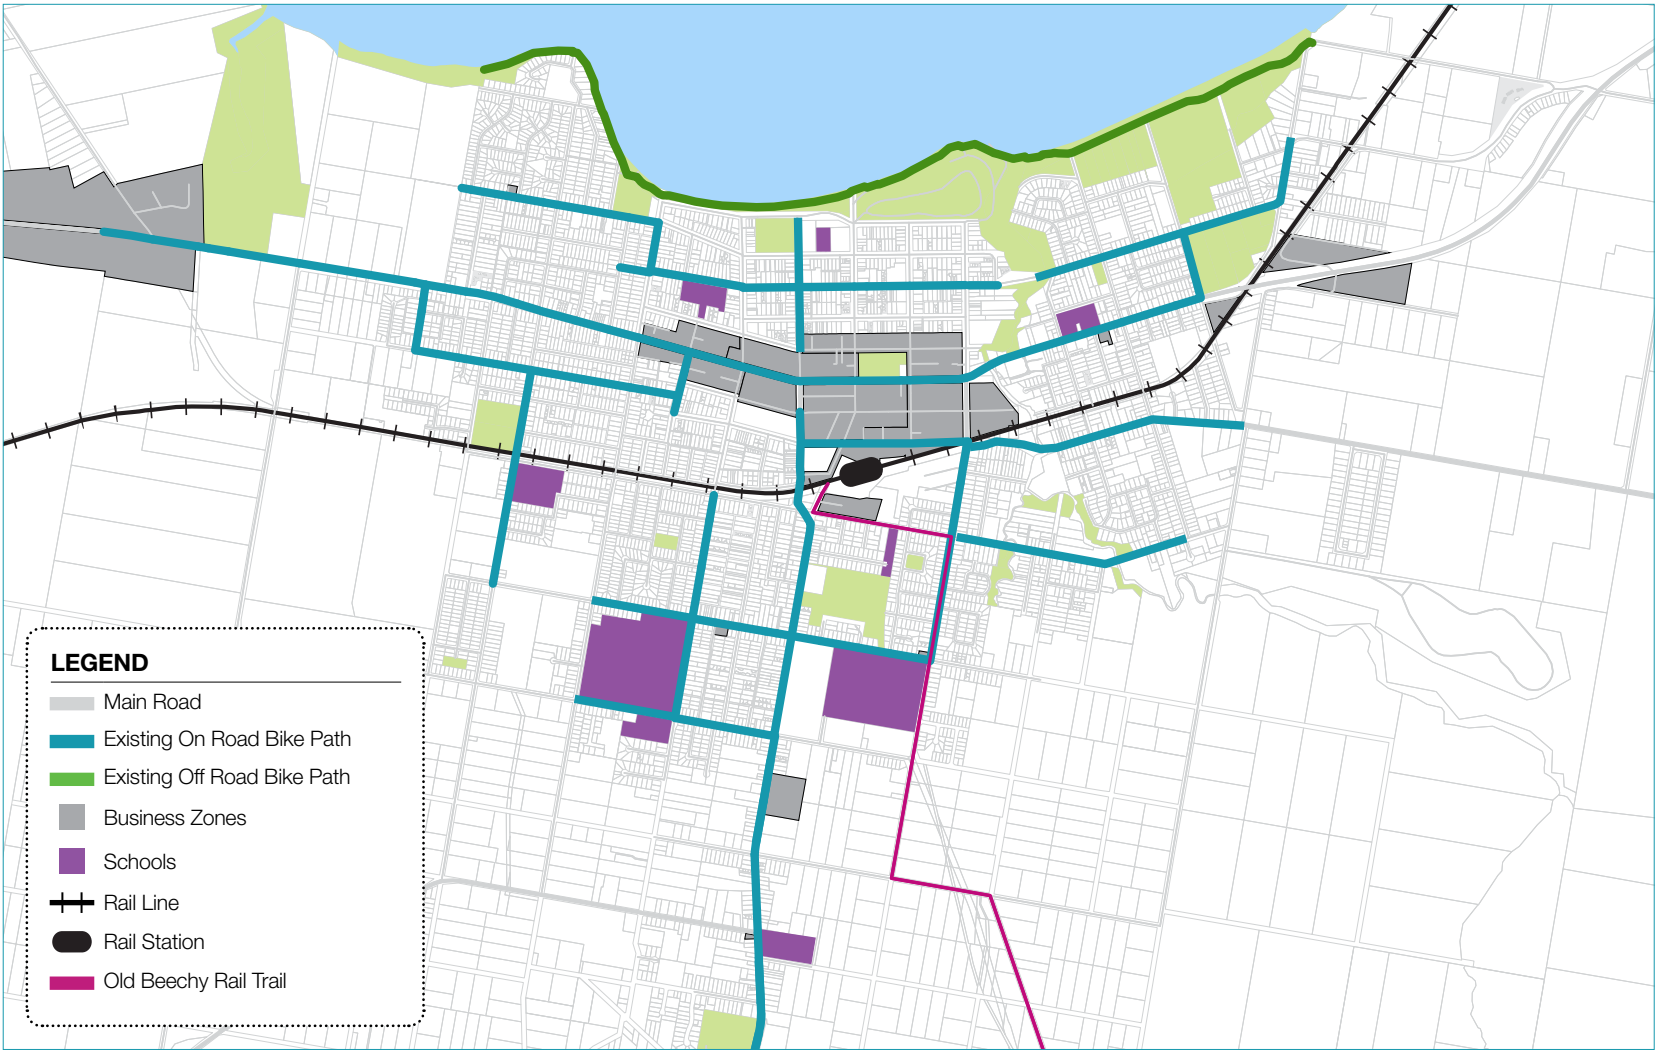 LEGEND
Main Road
Existing On Road Bike Path
Existing Off Road Bike Path
Business Zones
Schools
Rail Line
Rail Station
Old Beechy Rail Trail